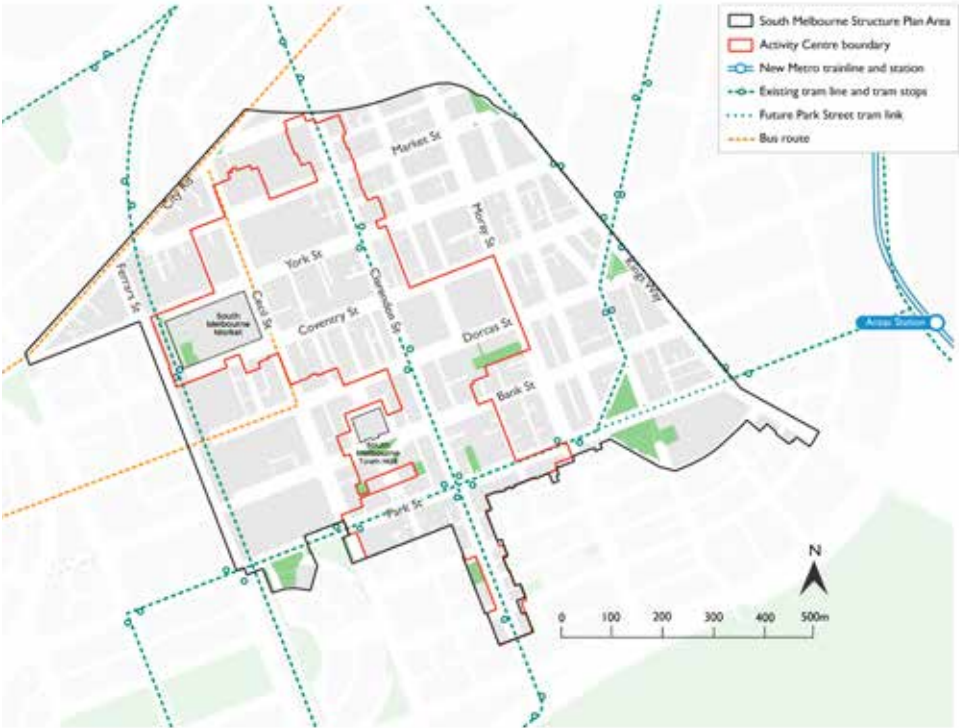 South Melbourne Structure Plan Area
Activity Centre boundary
New Metro trainline and station
Existing tram line and tram stops
Future Park Street tram link
Bus route
Market St
City Rd
Moray St
York St
Kings Way
Ferrars St
Cecil St
Clarendon St
South
Melbourne
Market
Coventry St
Dorcas St
Anzac Station
Bank St
South
Melbourne
Town Hall
Park St
N
0 100 200 300 400 500m